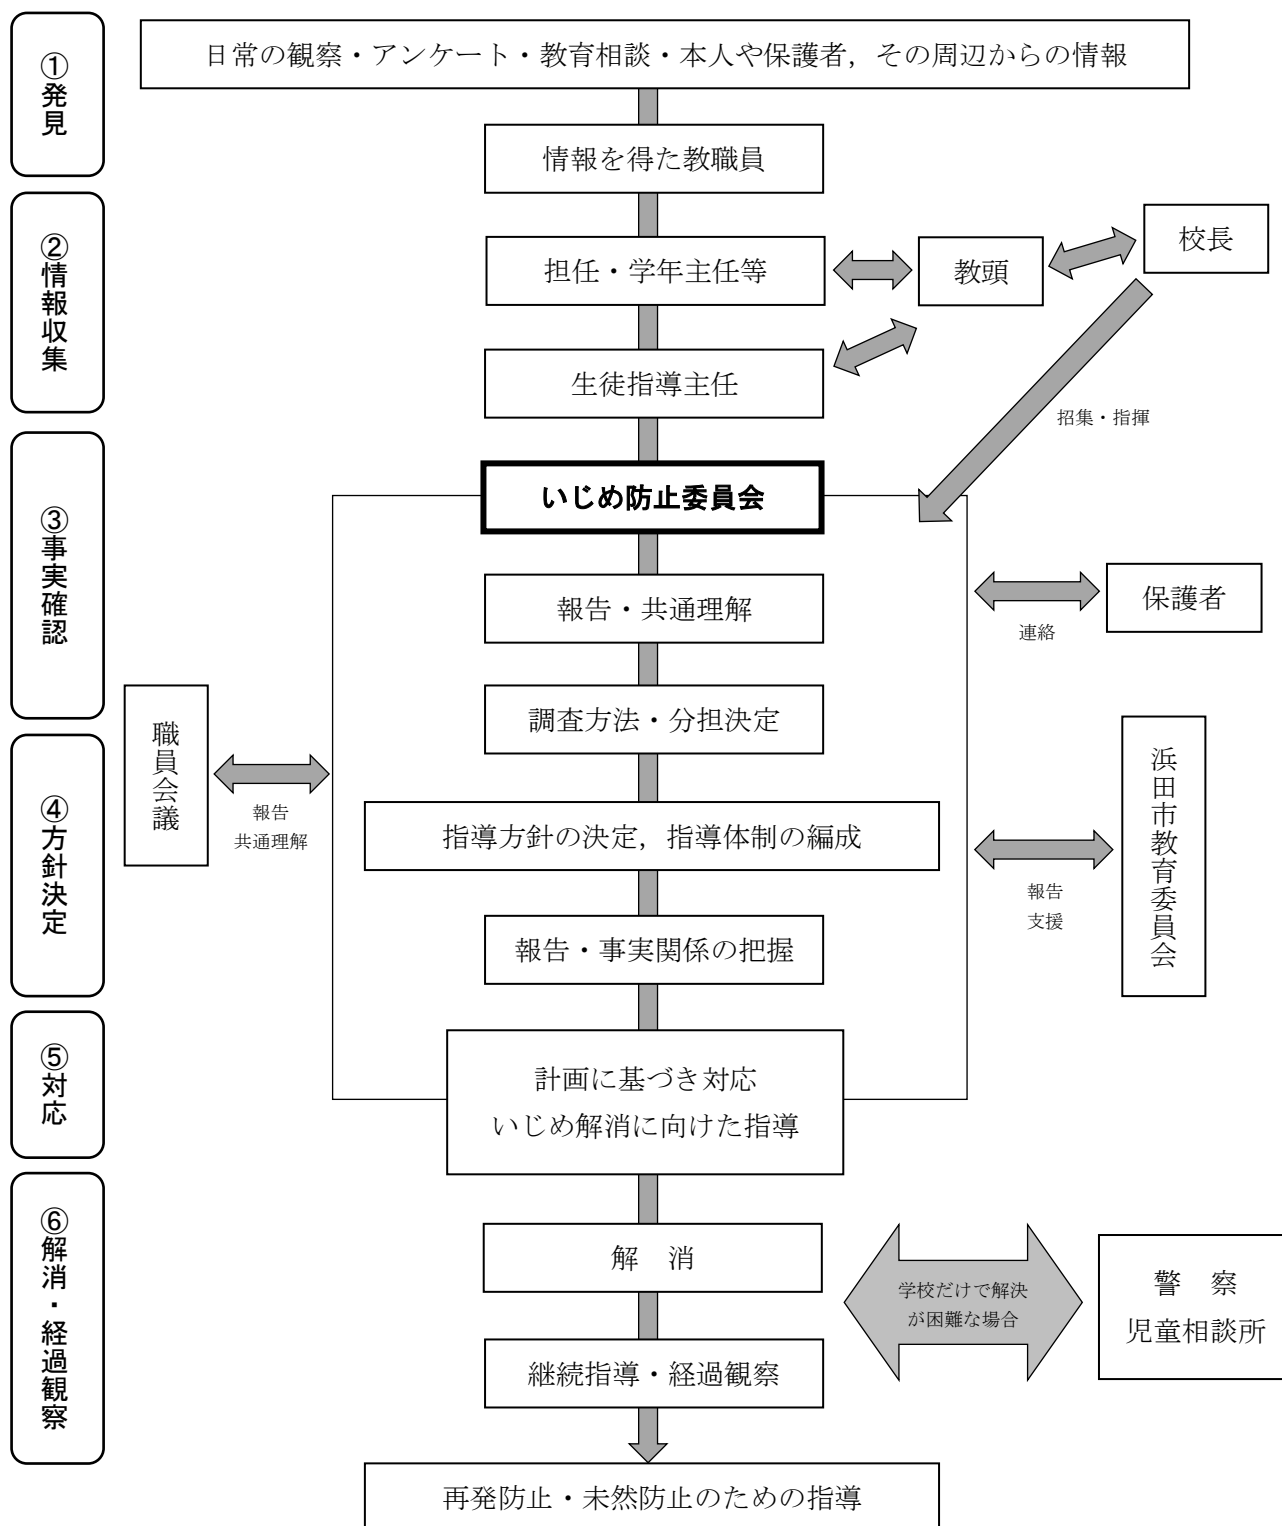 ①発見
日常の観察・アンケート・教育相談・本人や保護者，その周辺からの情報
情報を得た教職員
②情報収集
担任・学年主任等
教頭
校長
生徒指導主任
招集・指揮
③事実確認
いじめ防止委員会
報告・共通理解
連絡
保護者
調査方法・分担決定
職員会議
報告
共通理解
④方針決定
指導方針の決定，指導体制の編成
報告
支援
浜田市教育委員会
報告・事実関係の把握
⑤対応
計画に基づき対応
いじめ解消に向けた指導
⑥解消・経過観察
解　消
学校だけで解決
が困難な場合
警　察
児童相談所
継続指導・経過観察
再発防止・未然防止のための指導